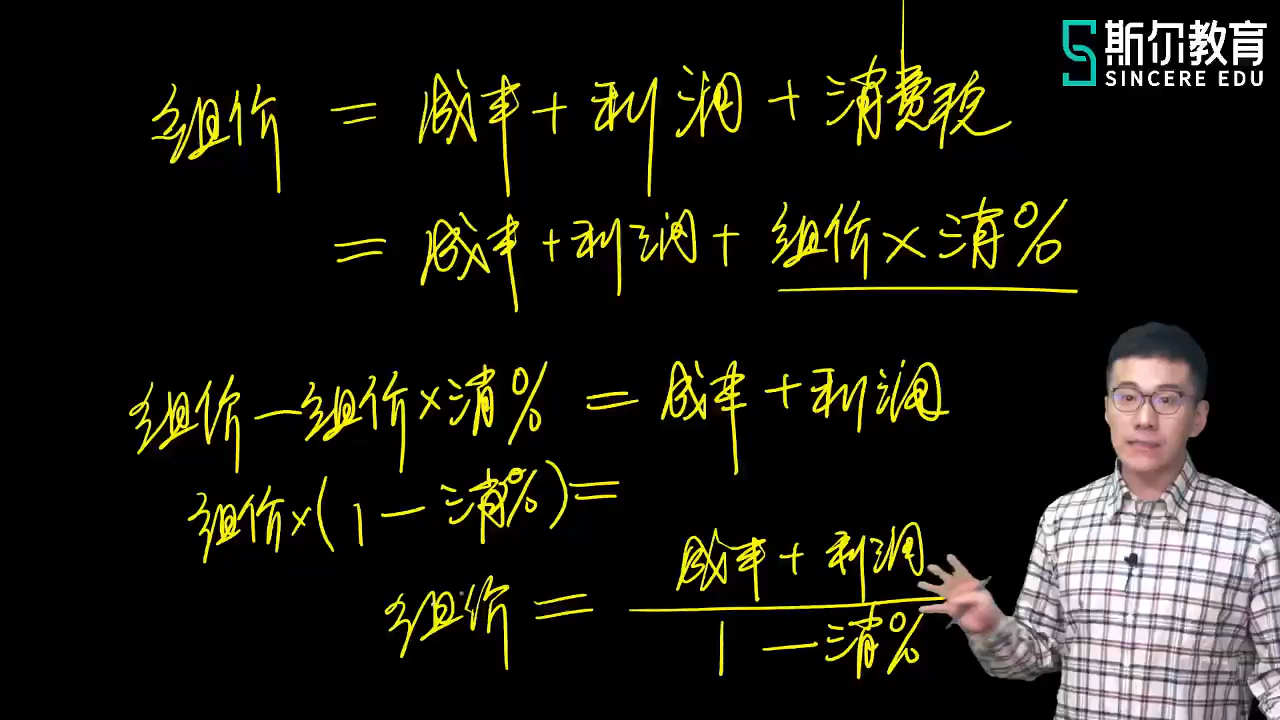 斯尔教育
SINCERE EDU
组价 = 成本 + 利润 + 消费税
= 成本 + 利润 + 组价 × 消%
组价 - 组价 × 消% = 成本 + 利润
组价 × (1 - 消%) =
组价 = 成本 + 利润
1 - 消%